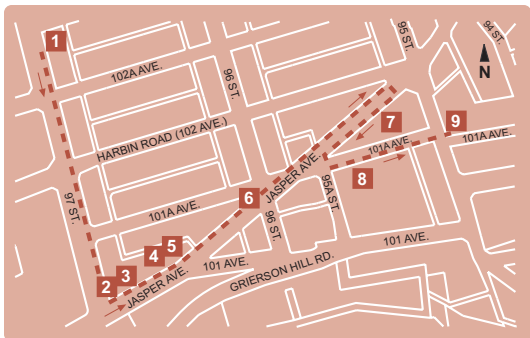 1
95 ST.
94 ST.
N
102A AVE.
96 ST.
HARBIN ROAD (102 AVE.)
7
9
101A AVE.
101A AVE.
8
JASPER AVE.
6
95A ST.
97 ST.
101A AVE.
96 ST.
5
4
101 AVE.
101 AVE.
GRIERSON HILL RD.
3
2
JASPER AVE.